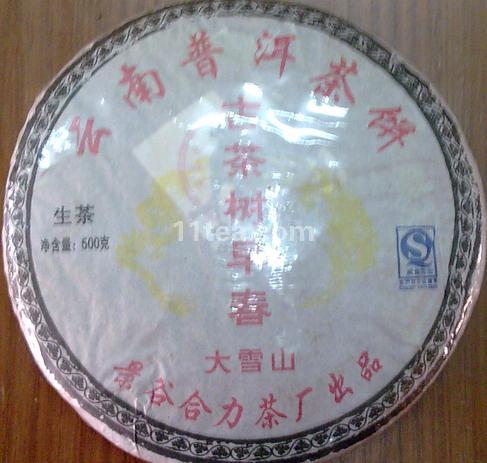 云南普洱茶饼
古茶树早春
生茶
净含量: 500克
11tea.com
大雪山
景谷合力茶厂出品